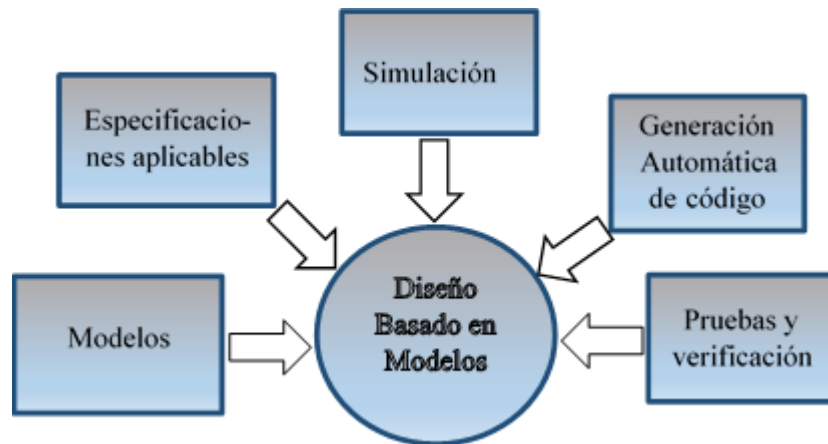 Simulación
Especificacio-
nes aplicables
Generación
Automática
de código
Modelos
Diseño
Basado en
Modelos
Pruebas y
verificación